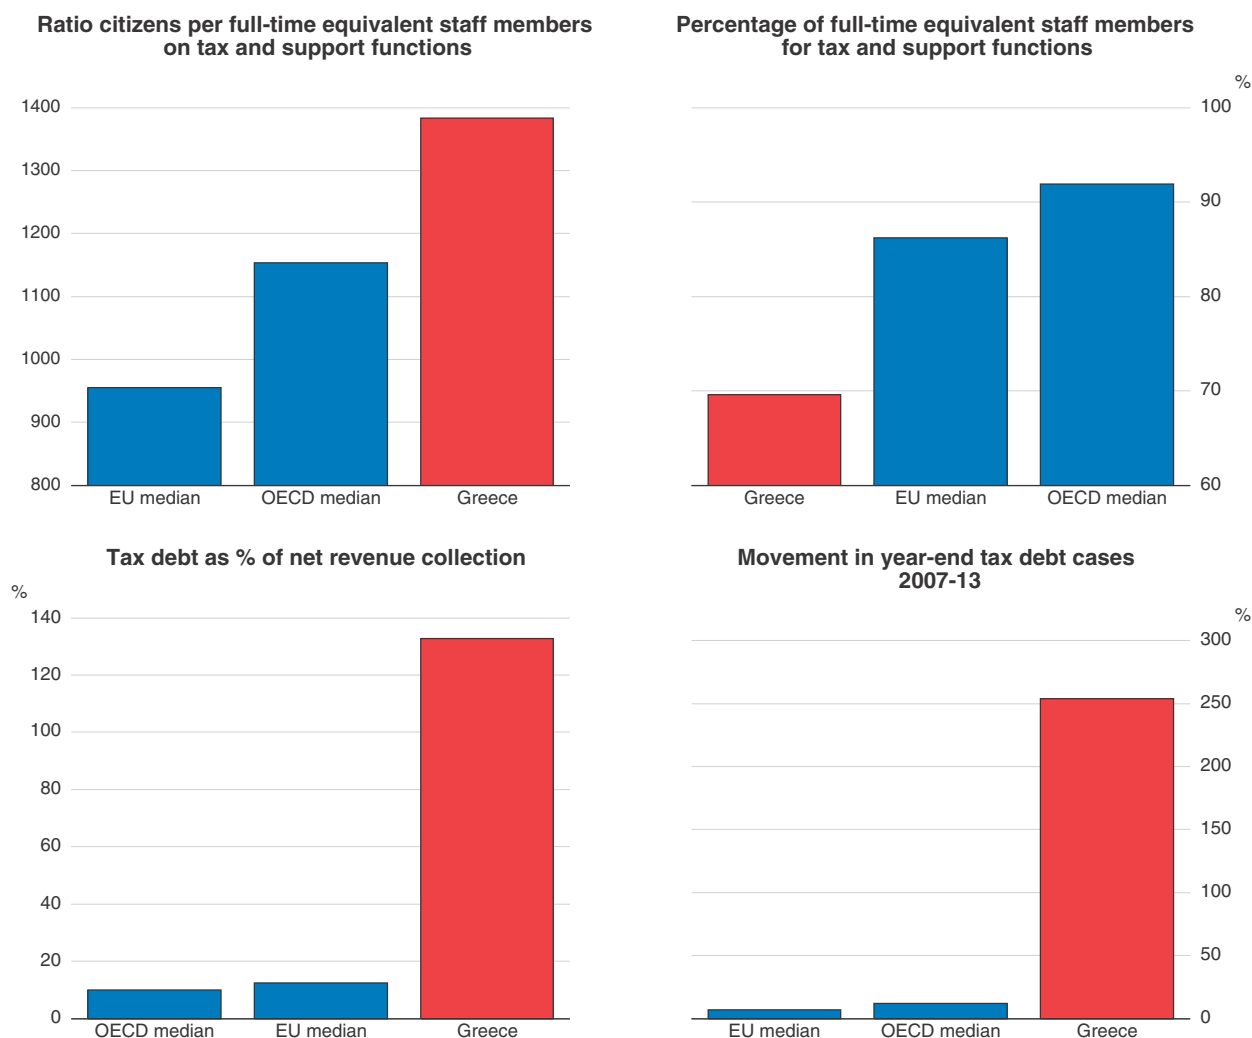 Ratio citizens per full-time equivalent staff members
on tax and support functions
1400
1300
1200
1100
1000
900
800
EU median
OECD median
Greece
Percentage of full-time equivalent staff members
for tax and support functions
%
100
90
80
70
60
Greece
EU median
OECD median
Tax debt as % of net revenue collection
%
140
120
100
80
60
40
20
0
OECD median
EU median
Greece
Movement in year-end tax debt cases
2007-13
%
300
250
200
150
100
50
0
EU median
OECD median
Greece